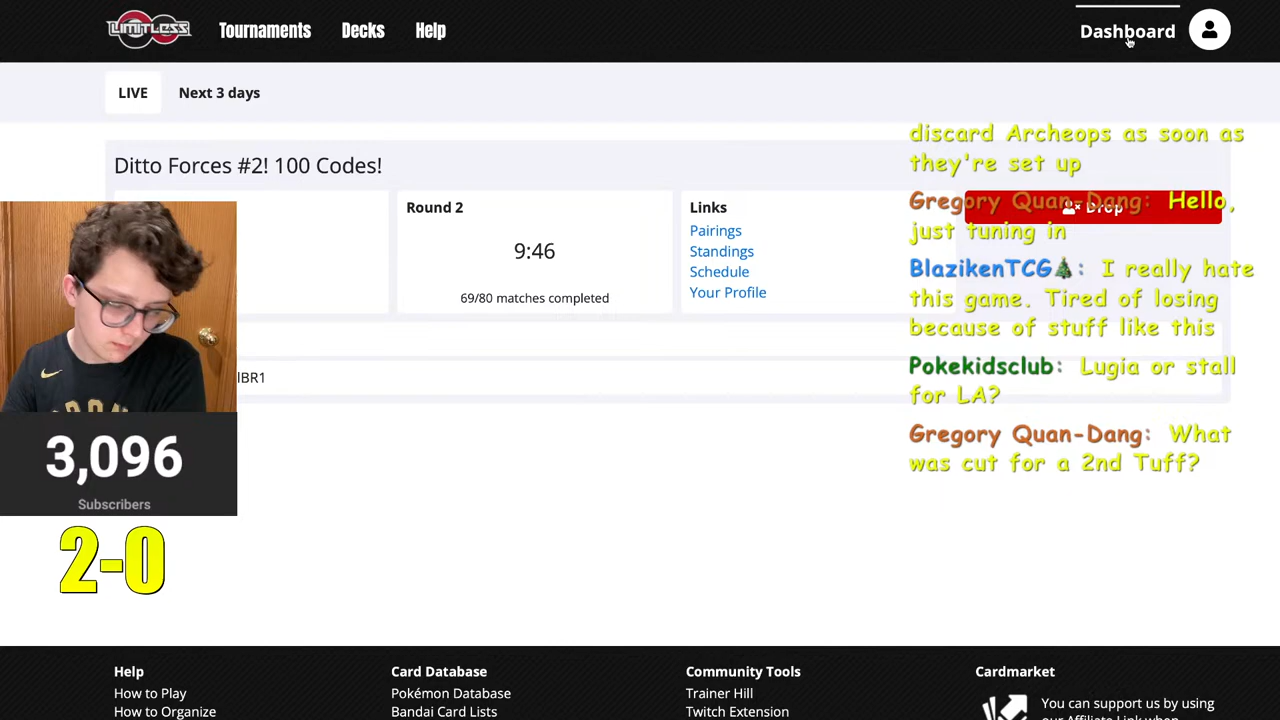 LIMITLESS
Tournaments
Decks
Help
Dashboard
LIVE
Next 3 days
Ditto Forces #2! 100 Codes!
Round 2
9:46
69/80 matches completed
Links
Pairings
Standings
Schedule
Your Profile
Drop
lBR1
discard Archeops as soon as
they're set up
Gregory Quan-Dang: Hello,
just tuning in
BlazikenTCG🎄: I really hate
this game. Tired of losing
because of stuff like this
Pokekidsclub: Lugia or stall
for LA?
Gregory Quan-Dang: What
was cut for a 2nd Tuff?
3,096
Subscribers
2-0
Help
How to Play
How to Organize
Card Database
Pokémon Database
Bandai Card Lists
Community Tools
Trainer Hill
Twitch Extension
Cardmarket
You can support us by using
our Affiliate Link when